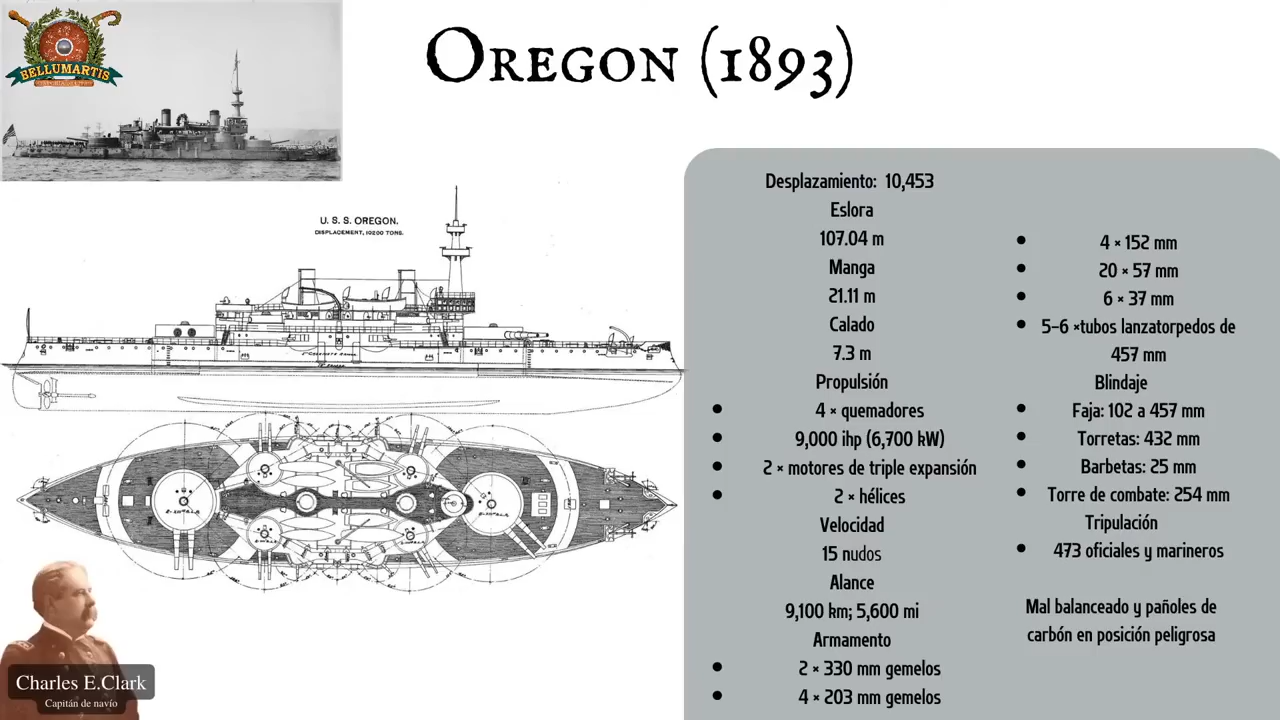 BELLUMARTIS
Oregon (1893)
U. S. S. OREGON.
DISPLACEMENT, 10200 TONS.
Desplazamiento: 10,453
Eslora
107.04 m
Manga
21.11 m
Calado
7.3 m
Propulsión
4 × quemadores
9,000 ihp (6,700 kW)
2 × motores de triple expansión
2 × hélices
Velocidad
15 nudos
Alance
9,100 km; 5,600 mi
Armamento
2 × 330 mm gemelos
4 × 203 mm gemelos
4 × 152 mm
20 × 57 mm
6 × 37 mm
5–6 ×tubos lanzatorpedos de
457 mm
Blindaje
Faja: 102 a 457 mm
Torretas: 432 mm
Barbetas: 25 mm
Torre de combate: 254 mm
Tripulación
473 oficiales y marineros
Mal balanceado y pañoles de
carbón en posición peligrosa
Charles E.Clark
Capitán de navío